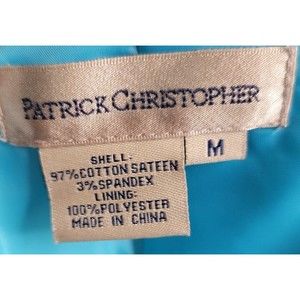 PATRICK CHRISTOPHER
M
SHELL:
97%COTTON SATEEN
3%SPANDEX
LINING:
100%POLYESTER
MADE IN CHINA